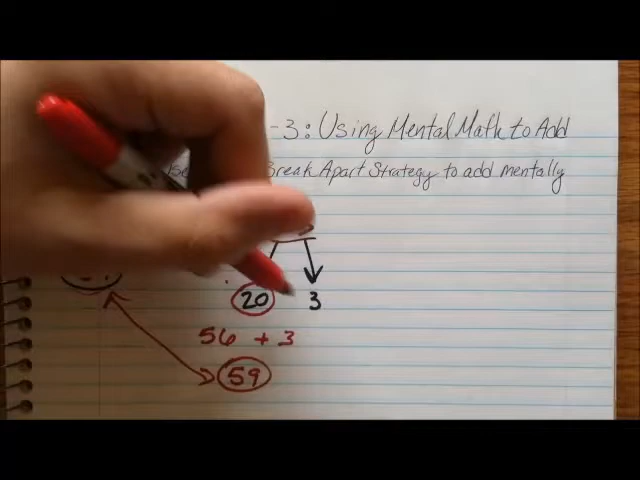 -3: Using Mental Math to Add
Break Apart Strategy to add mentally
20 3
56 + 3
59